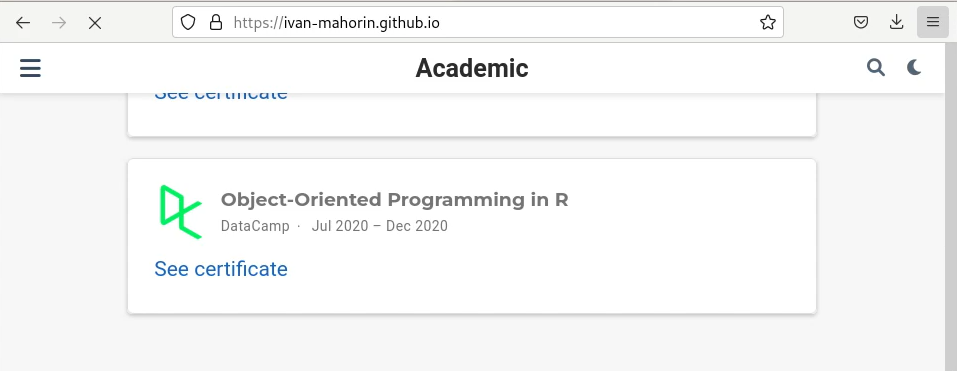 https://ivan-mahorin.github.io
Academic
See certificate
Object-Oriented Programming in R
DataCamp · Jul 2020 – Dec 2020
See certificate